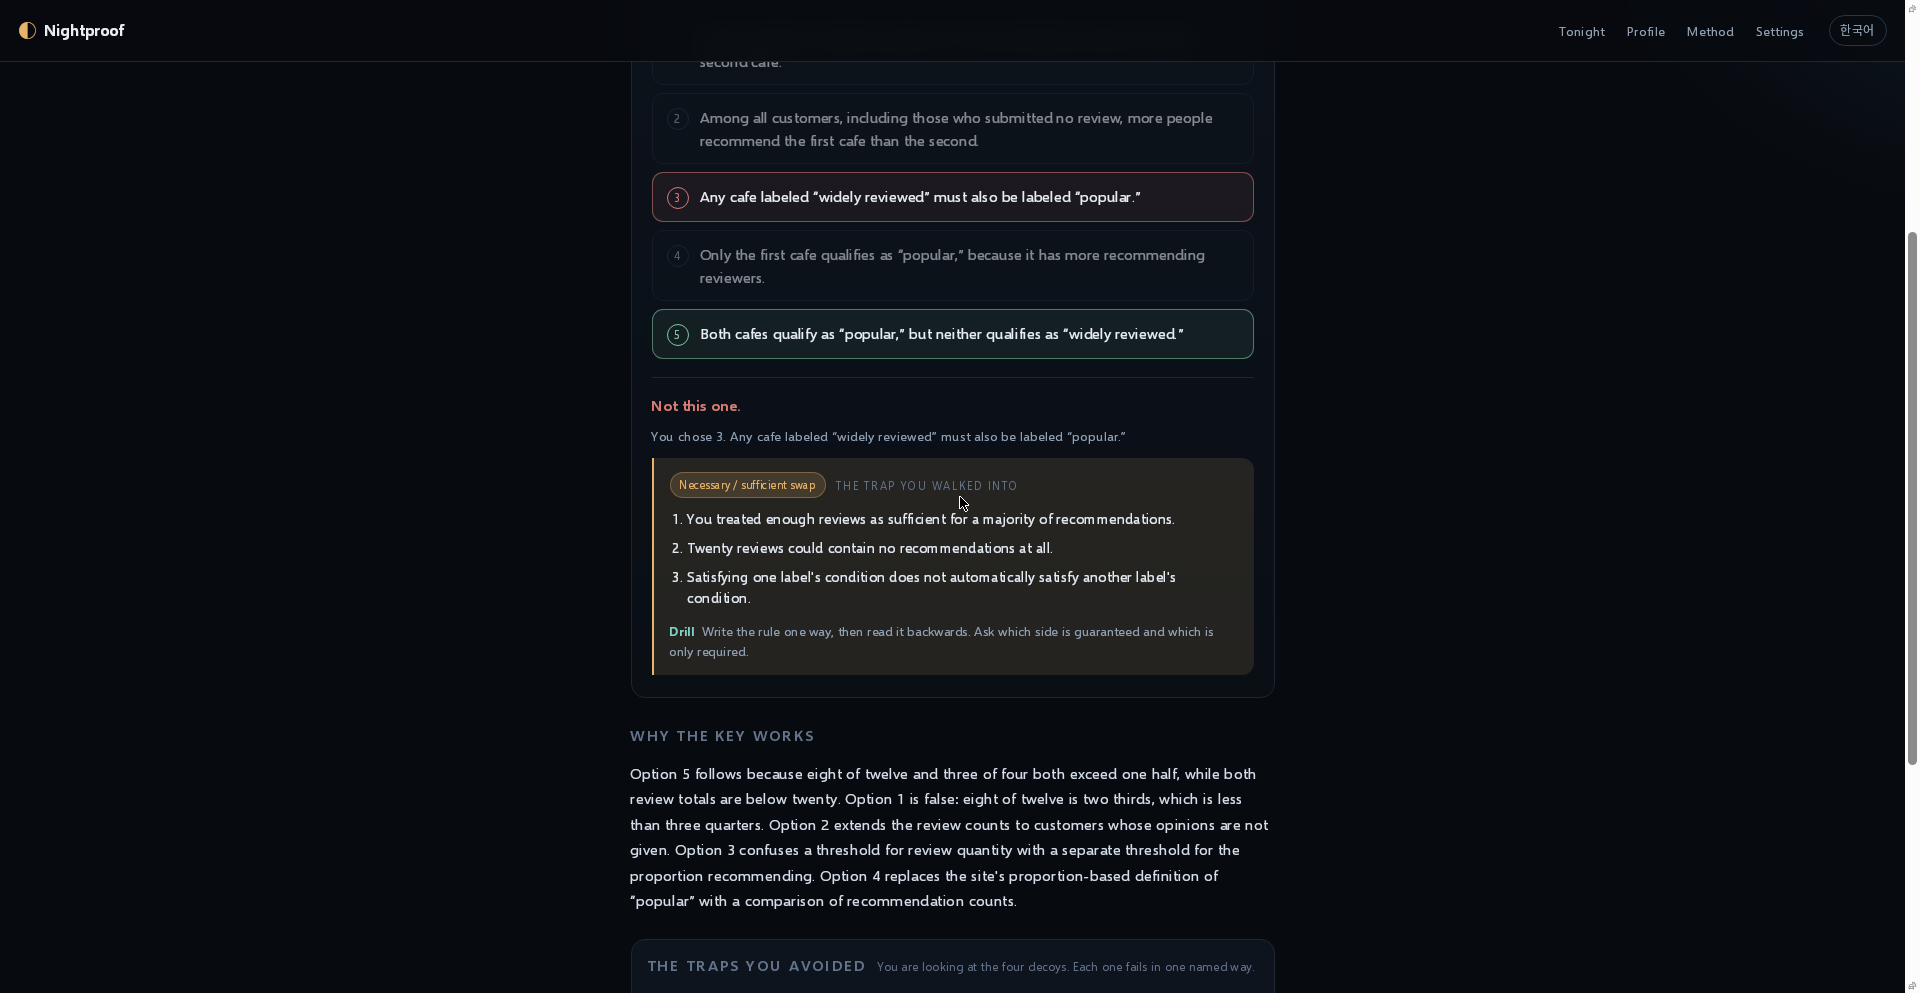 Nightproof
Tonight
Profile
Method
Settings
한국어
second cafe.
2
Among all customers, including those who submitted no review, more people
recommend the first cafe than the second.
3
Any cafe labeled “widely reviewed” must also be labeled “popular.”
4
Only the first cafe qualifies as “popular,” because it has more recommending
reviewers.
5
Both cafes qualify as “popular,” but neither qualifies as “widely reviewed.”
Not this one.
You chose 3. Any cafe labeled “widely reviewed” must also be labeled “popular.”
Necessary / sufficient swap
THE TRAP YOU WALKED INTO
1. You treated enough reviews as sufficient for a majority of recommendations.
2. Twenty reviews could contain no recommendations at all.
3. Satisfying one label's condition does not automatically satisfy another label's
condition.
Drill Write the rule one way, then read it backwards. Ask which side is guaranteed and which is
only required.
WHY THE KEY WORKS
Option 5 follows because eight of twelve and three of four both exceed one half, while both
review totals are below twenty. Option 1 is false: eight of twelve is two thirds, which is less
than three quarters. Option 2 extends the review counts to customers whose opinions are not
given. Option 3 confuses a threshold for review quantity with a separate threshold for the
proportion recommending. Option 4 replaces the site's proportion-based definition of
“popular” with a comparison of recommendation counts.
THE TRAPS YOU AVOIDED
You are looking at the four decoys. Each one fails in one named way.